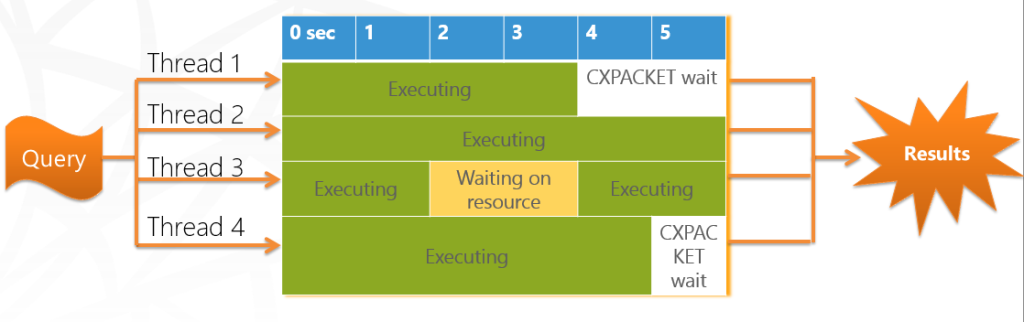 0 sec 1 2 3 4 5
Thread 1
Executing
CXPACKET wait
Thread 2
Executing
Query
Thread 3
Executing
Waiting on
resource
Executing
Results
Thread 4
Executing
CXPAC
KET
wait